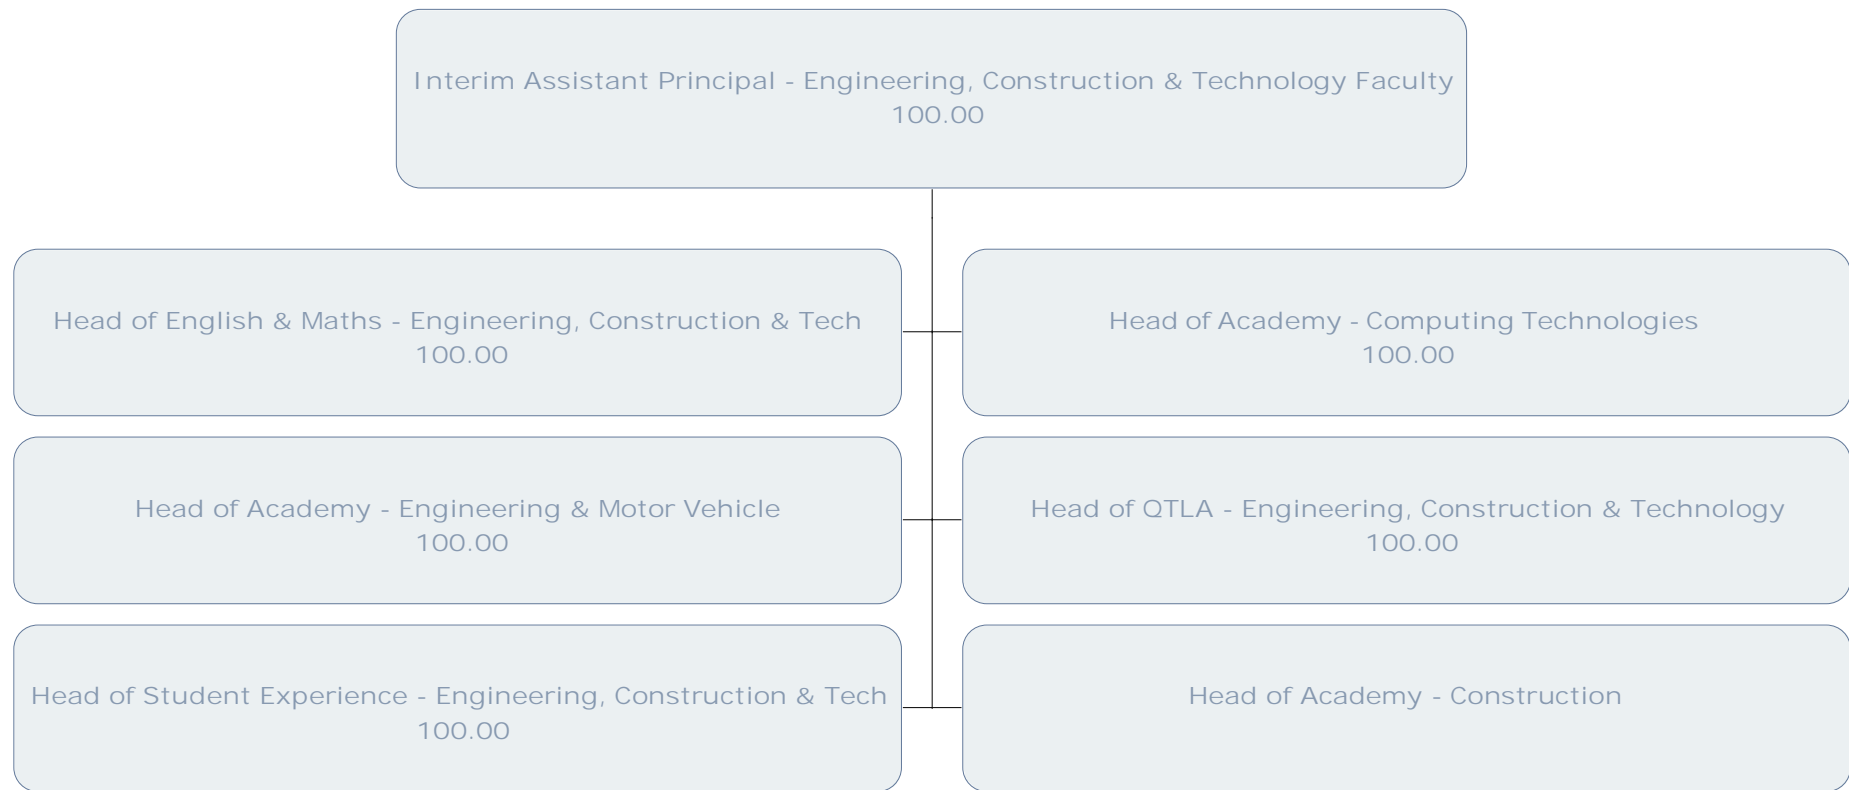 Interim Assistant Principal - Engineering, Construction & Technology Faculty
100.00
Head of English & Maths - Engineering, Construction & Tech
100.00
Head of Academy - Computing Technologies
100.00
Head of Academy - Engineering & Motor Vehicle
100.00
Head of QTLA - Engineering, Construction & Technology
100.00
Head of Student Experience - Engineering, Construction & Tech
100.00
Head of Academy - Construction